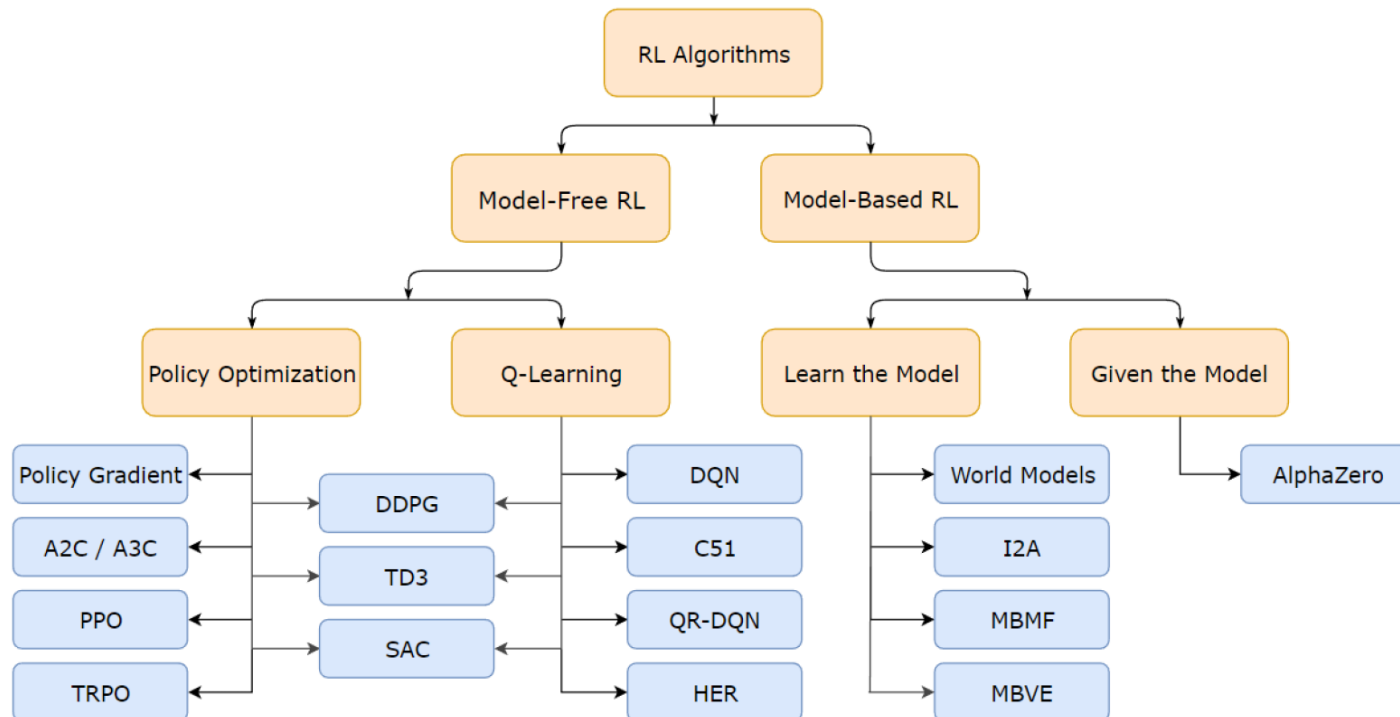 RL Algorithms
Model-Free RL
Model-Based RL
Policy Optimization
Q-Learning
Learn the Model
Given the Model
Policy Gradient
DDPG
DQN
World Models
AlphaZero
A2C / A3C
TD3
C51
I2A
PPO
SAC
QR-DQN
MBMF
TRPO
HER
MBVE